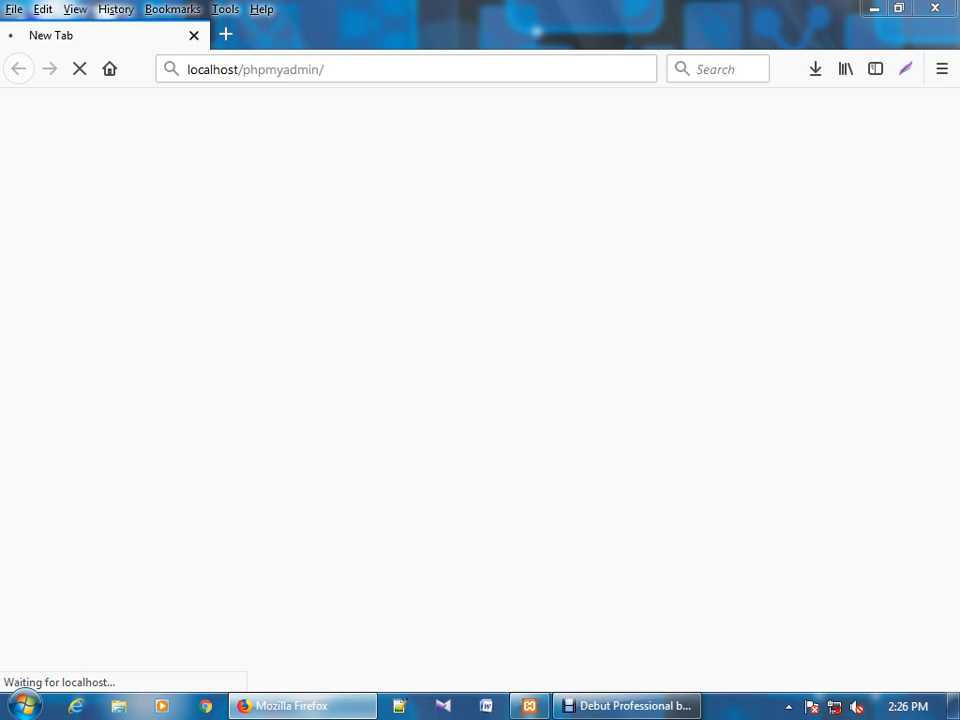 File Edit View History Bookmarks Tools Help
New Tab
localhost/phpmyadmin/
Search
Waiting for localhost...
Mozilla Firefox
Debut Professional b...
2:26 PM